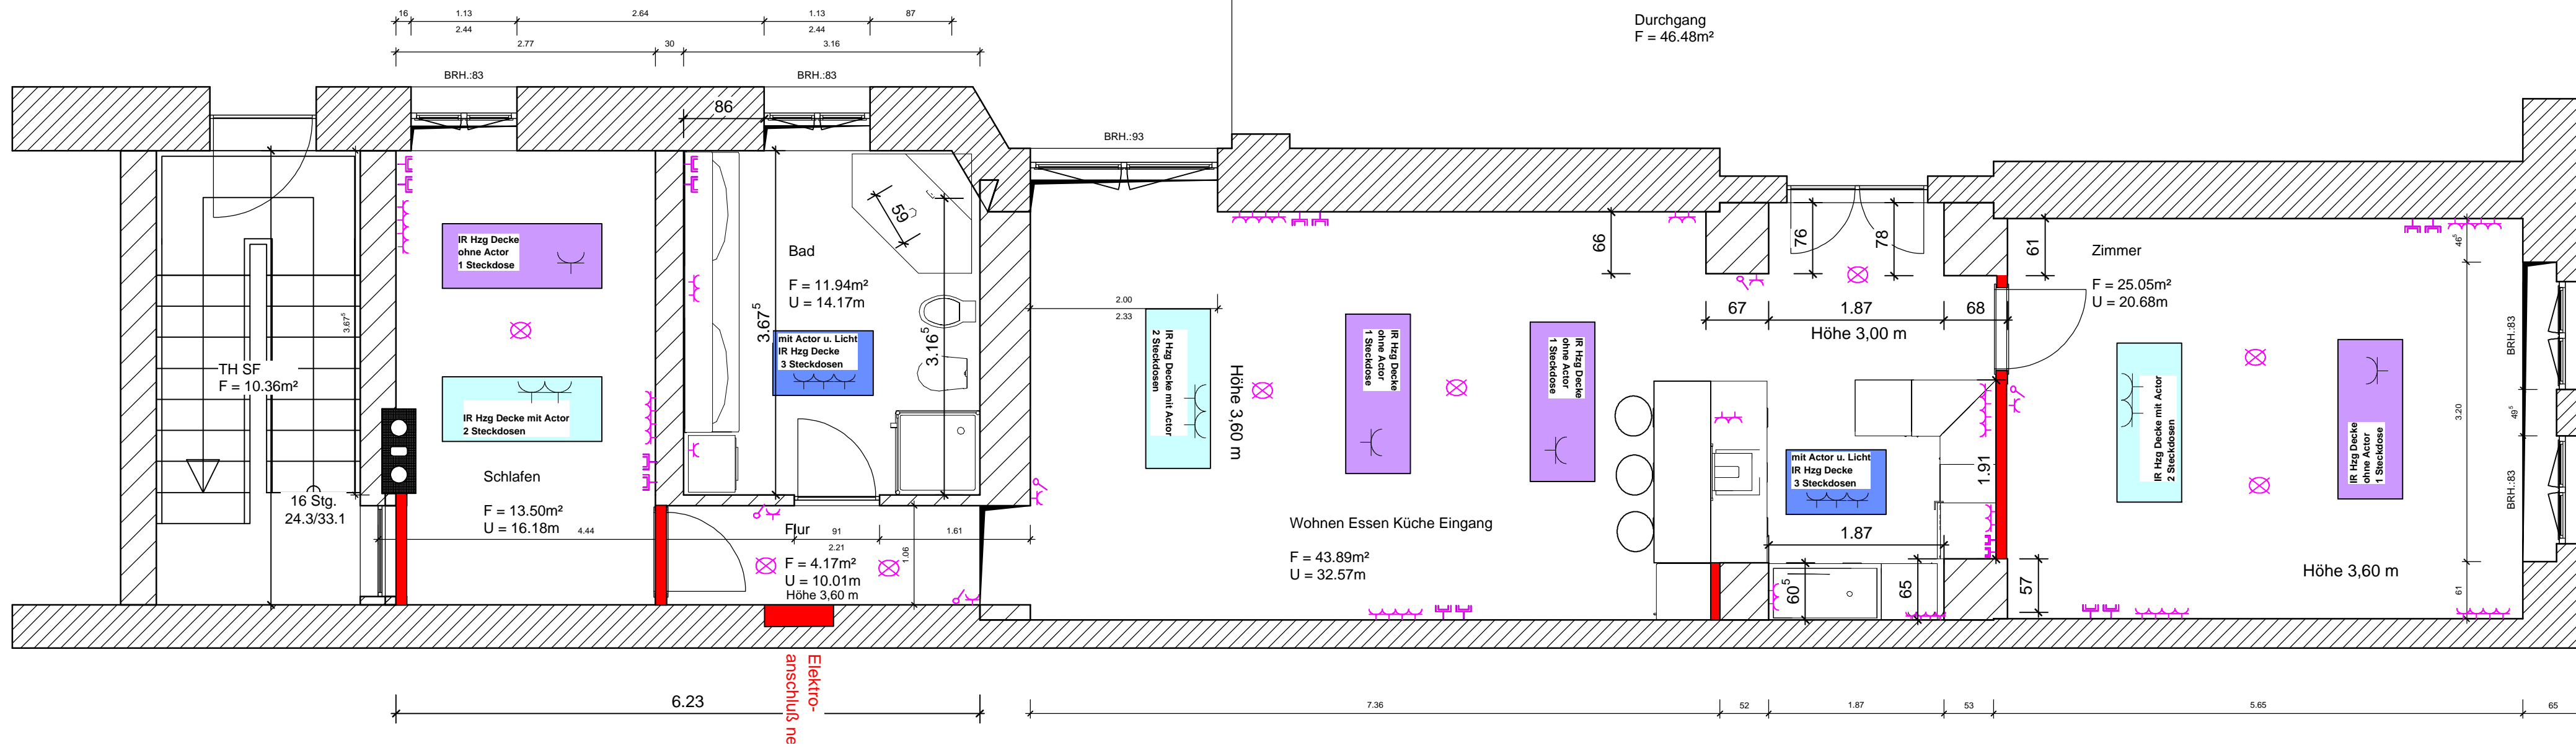 16
1.13
2.64
1.13
87
2.44
2.44
2.77
30
3.16
Durchgang
F = 46.48m²
BRH.:83
BRH.:83
BRH.:93
86
59
IR Hzg Decke
ohne Actor
1 Steckdose
Bad
F = 11.94m²
U = 14.17m
3.67⁵
3.67⁵
3.16⁵
mit Actor u. Licht
IR Hzg Decke
3 Steckdosen
TH SF
F = 10.36m²
IR Hzg Decke mit Actor
2 Steckdosen
Schlafen
F = 13.50m²
U = 16.18m
16 Stg.
24.3/33.1
4.44
91
2.21
1.61
1.06
Flur
F = 4.17m²
U = 10.01m
Höhe 3,60 m
2.00
2.33
IR Hzg Decke mit Actor
2 Steckdosen
Höhe 3,60 m
IR Hzg Decke
ohne Actor
1 Steckdose
IR Hzg Decke
ohne Actor
1 Steckdose
66
76
78
61
67
1.87
68
Höhe 3,00 m
Wohnen Essen Küche Eingang
F = 43.89m²
U = 32.57m
mit Actor u. Licht
IR Hzg Decke
3 Steckdosen
1.91
1.87
60⁵
65
57
Zimmer
F = 25.05m²
U = 20.68m
IR Hzg Decke mit Actor
2 Steckdosen
IR Hzg Decke
ohne Actor
1 Steckdose
46⁵
3.20
49⁵
61
BRH.:83
BRH.:83
Höhe 3,60 m
Elektro-
anschluß ne
6.23
7.36
52
1.87
53
5.65
65